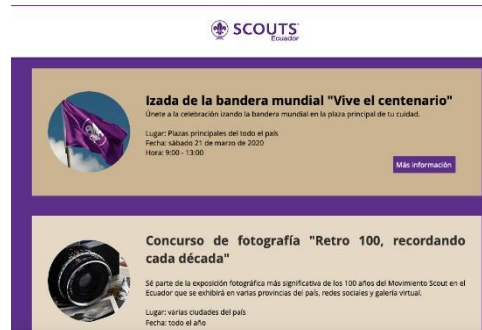 SCOUTS
Ecuador
Izada de la bandera mundial "Vive el centenario"
Únete a la celebración izando la bandera mundial en la plaza principal de tu cuidad.
Lugar: Plazas principales del todo el país
Fecha: sábado 21 de marzo de 2020
Hora: 9:00 - 13:00
Más información
Concurso de fotografía "Retro 100, recordando
cada década"
Sé parte de la exposición fotográfica más significativa de los 100 años del Movimiento Scout en el
Ecuador que se exhibirá en varias provincias del país, redes sociales y galería virtual.
Lugar: varias ciudades del país
Fecha: todo el año